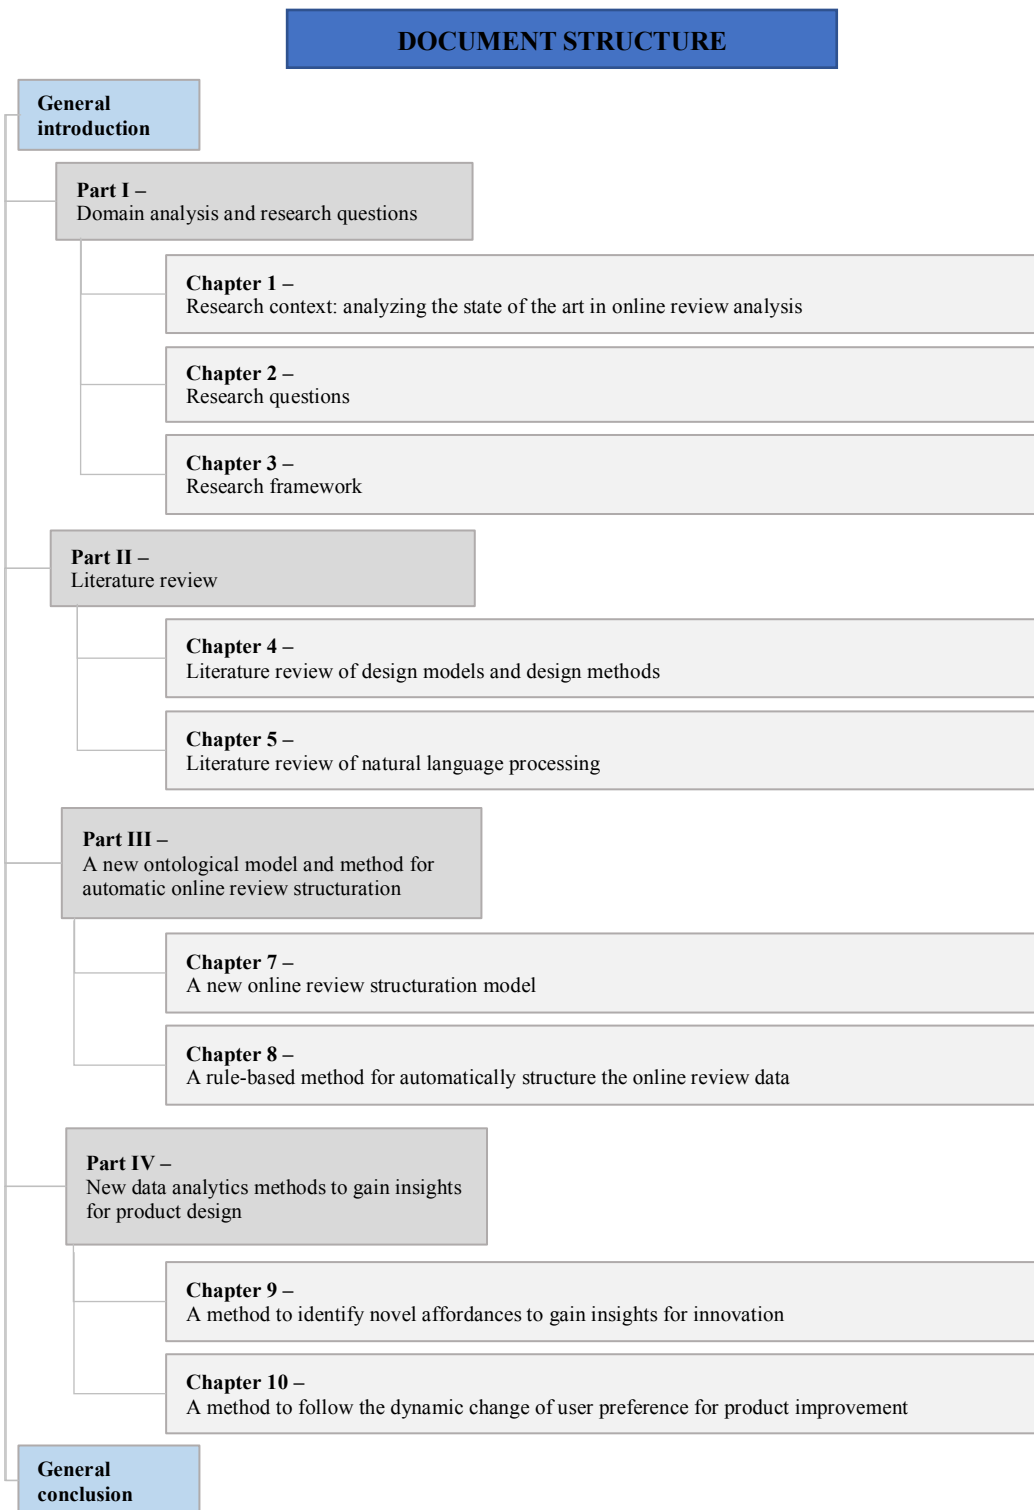 DOCUMENT STRUCTURE
General
introduction
Part I –
Domain analysis and research questions
Chapter 1 –
Research context: analyzing the state of the art in online review analysis
Chapter 2 –
Research questions
Chapter 3 –
Research framework
Part II –
Literature review
Chapter 4 –
Literature review of design models and design methods
Chapter 5 –
Literature review of natural language processing
Part III –
A new ontological model and method for
automatic online review structuration
Chapter 7 –
A new online review structuration model
Chapter 8 –
A rule-based method for automatically structure the online review data
Part IV –
New data analytics methods to gain insights
for product design
Chapter 9 –
A method to identify novel affordances to gain insights for innovation
Chapter 10 –
A method to follow the dynamic change of user preference for product improvement
General
conclusion